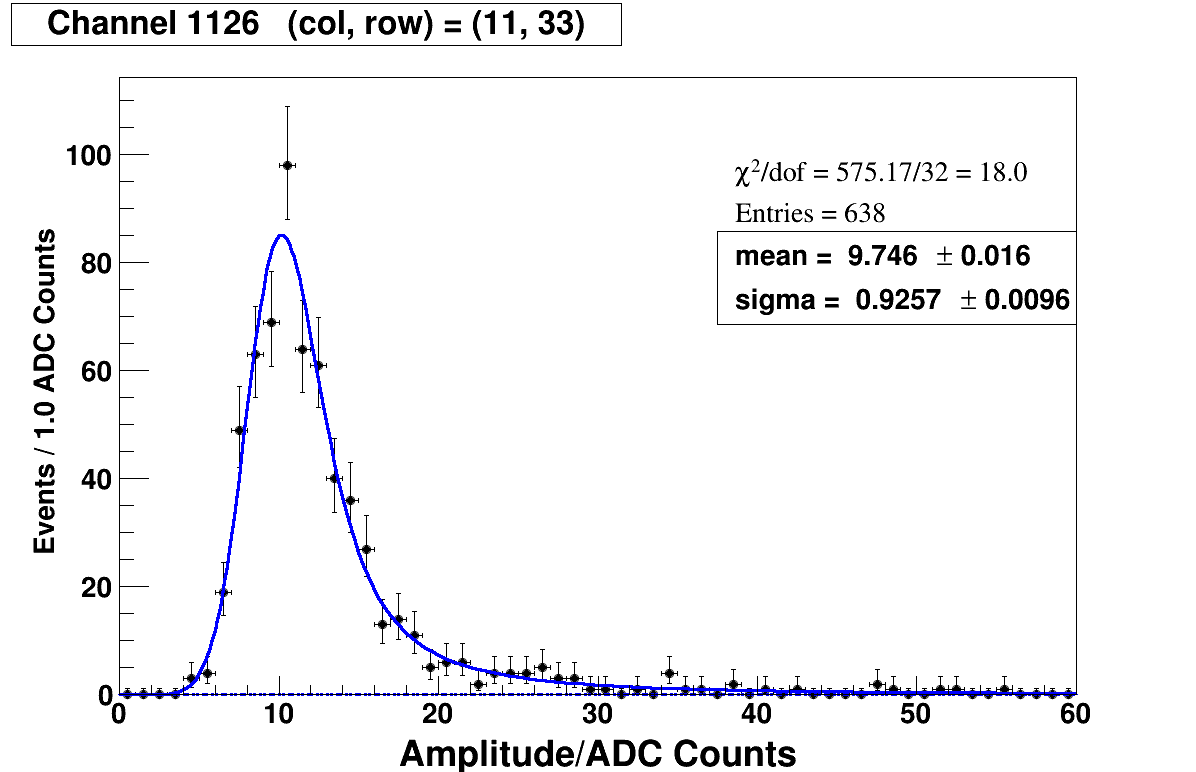 Channel 1126 (col, row) = (11, 33)
χ²/dof = 575.17/32 = 18.0
Entries = 638
mean = 9.746 ± 0.016
sigma = 0.9257 ± 0.0096
Events / 1.0 ADC Counts
100
80
60
40
20
0
0 10 20 30 40 50 60
Amplitude/ADC Counts